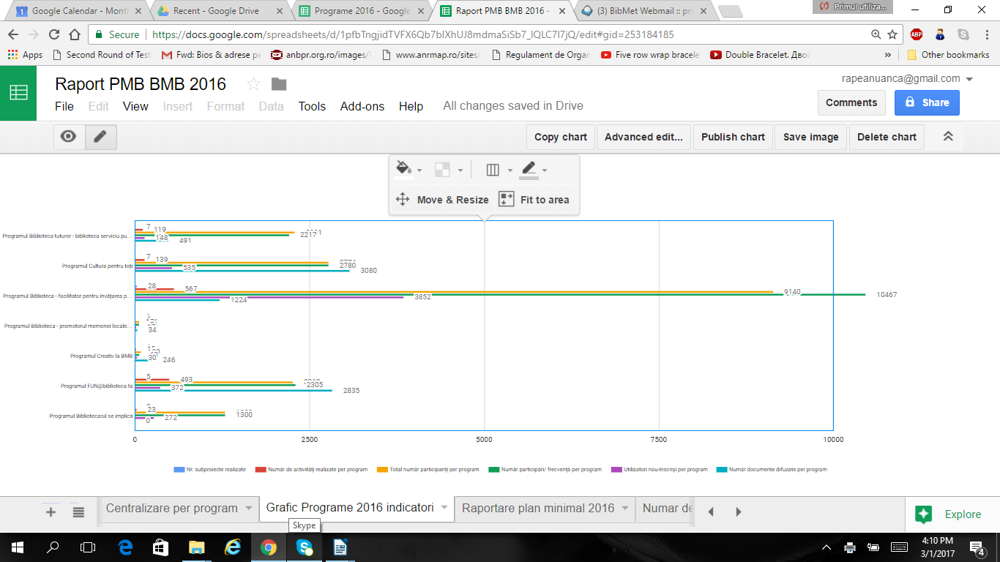 Google Calendar - Mont
Recent - Google Drive
Programe 2016 - Google
Raport PMB BMB 2016 -
(3) BibMet Webmail :: pri
Primul utiliza...
Secure
https://docs.google.com/spreadsheets/d/1pfbTngjidTVFX6Qb7blXhUJ8mdmaSiSb7_lQLC7l7jQ/edit#gid=253184185
Apps
Second Round of Test
Fwd: Bios & adrese pe
anbpr.org.ro/images/
www.anrmap.ro/sites/
Regulament de Organ
Five row wrap bracele
Double Bracelet. Двой
»
Other bookmarks
Raport PMB BMB 2016
rapeanuanca@gmail.com
File Edit View Insert Format Data Tools Add-ons Help All changes saved in Drive
Comments
Share
Copy chart
Advanced edit...
Publish chart
Save image
Delete chart
Move & Resize
Fit to area
Programul Biblioteca tuturor - biblioteca serviciu pu...
7
119
2217
148
491
Programul Cultura pentru toți
7
139
2780
535
3080
Programul Biblioteca - facilitator pentru învățarea p...
28
567
9140
10467
3852
1224
Programul Biblioteca - promotorul memoriei locale...
34
Programul Creativ la BMB
30
246
Programul FUN@biblioteca ta
5
493
2305
372
2835
Programul Bibliotecarul se implică
23
1300
272
0
0 2500 5000 7500 10000
Nr. subproiecte realizate
Număr de activități realizate per program
Total număr participanți per program
Număr participări/ frecvență per program
Utilizatori nou-înscriși per program
Număr documente difuzate per program
Centralizare per program
Grafic Programe 2016 indicatori
Raportare plan minimal 2016
Numar de
Explore
Skype
4:10 PM
3/1/2017
4